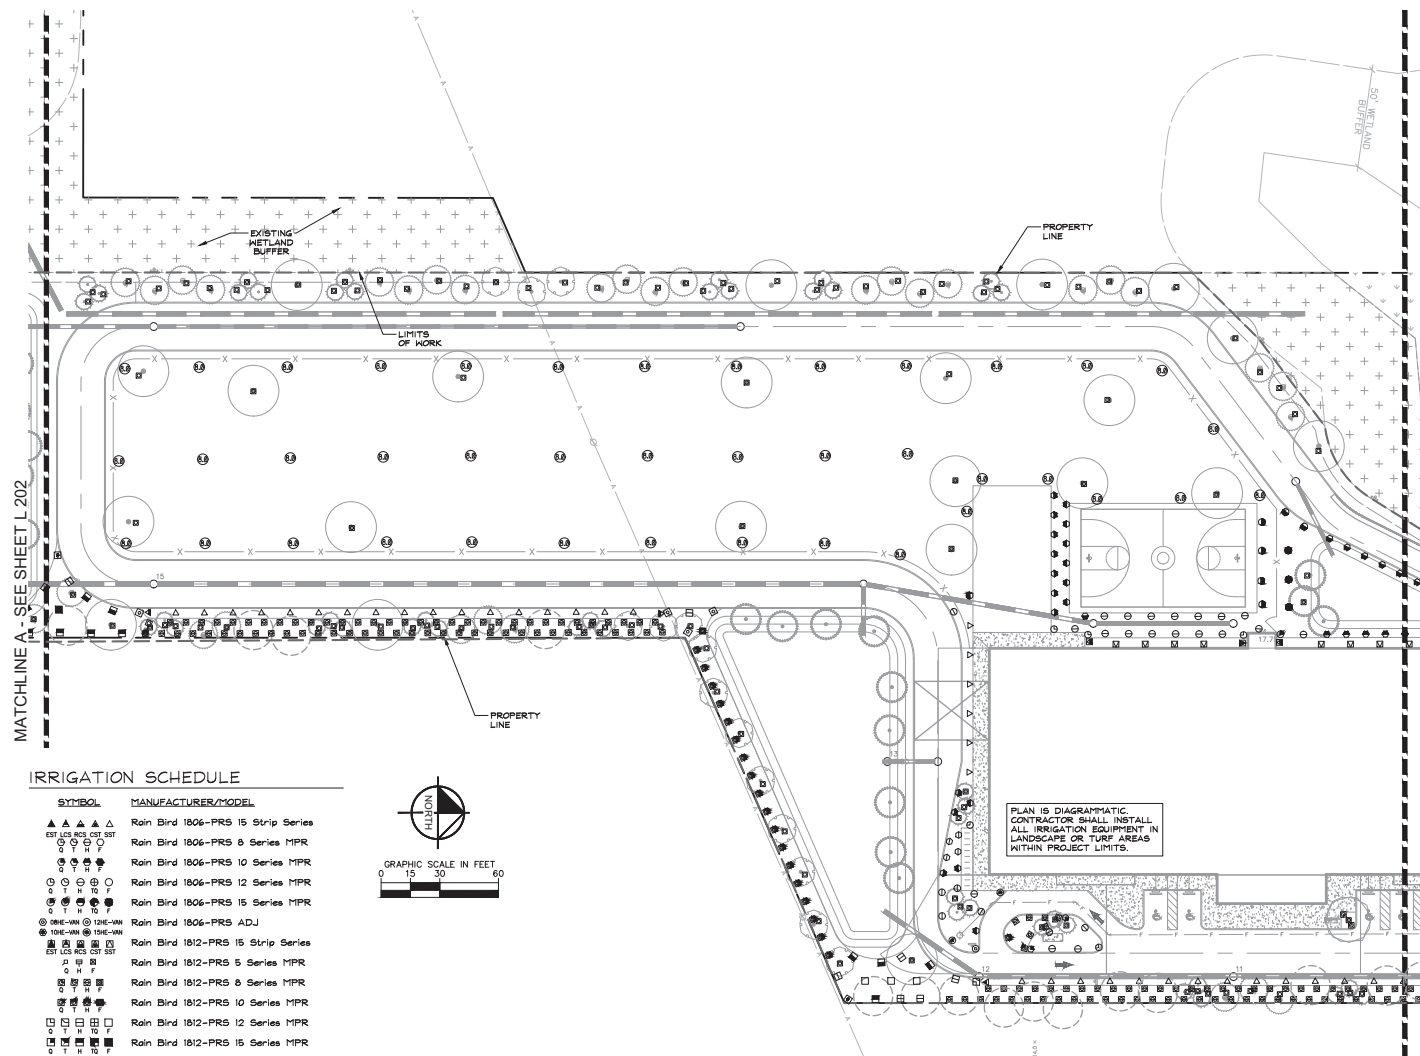 50' WETLAND
BUFFER
EXISTING
WETLAND
BUFFER
PROPERTY
LINE
LIMITS
OF WORK
MATCHLINE A - SEE SHEET L 202
15
17.7
PROPERTY
LINE
13
12
11
IRRIGATION SCHEDULE
SYMBOL MANUFACTURER/MODEL
Rain Bird 1806-PRS 15 Strip Series
EST LCS RCS CST SST
Rain Bird 1806-PRS 8 Series MPR
Q T H F
Rain Bird 1806-PRS 10 Series MPR
Q T H F
Rain Bird 1806-PRS 12 Series MPR
Q T H TQ F
Rain Bird 1806-PRS 15 Series MPR
Q T H TQ F
08HE-VAN 12HE-VAN Rain Bird 1806-PRS ADJ
10HE-VAN 15HE-VAN
Rain Bird 1812-PRS 15 Strip Series
EST LCS RCS CST SST
Rain Bird 1812-PRS 5 Series MPR
Q H F
Rain Bird 1812-PRS 8 Series MPR
Q T H F
Rain Bird 1812-PRS 10 Series MPR
Q T H F
Rain Bird 1812-PRS 12 Series MPR
Q T H TQ F
Rain Bird 1812-PRS 15 Series MPR
Q T H TQ F
NORTH
GRAPHIC SCALE IN FEET
0 15 30 60
PLAN IS DIAGRAMMATIC.
CONTRACTOR SHALL INSTALL
ALL IRRIGATION EQUIPMENT IN
LANDSCAPE OR TURF AREAS
WITHIN PROJECT LIMITS.